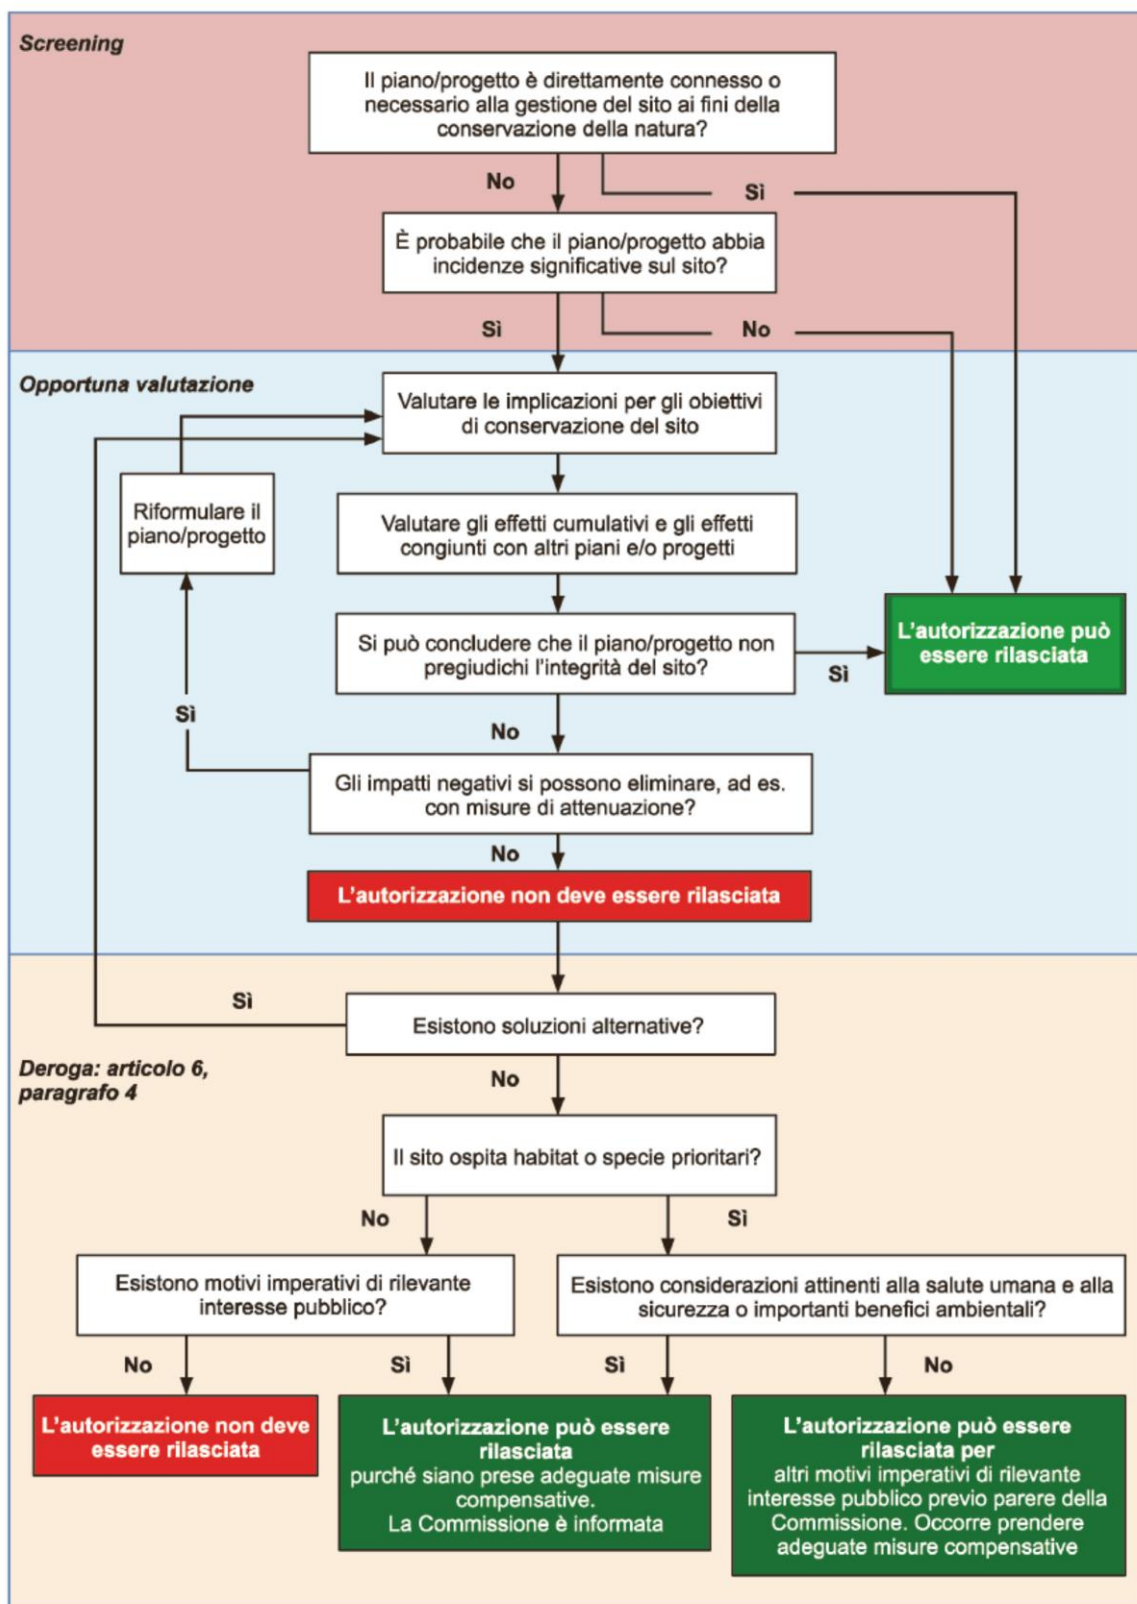 Screening
Il piano/progetto è direttamente connesso o
necessario alla gestione del sito ai fini della
conservazione della natura?
No
Sì
È probabile che il piano/progetto abbia
incidenze significative sul sito?
Sì
No
Opportuna valutazione
Valutare le implicazioni per gli obiettivi
di conservazione del sito
Riformulare il
piano/progetto
Valutare gli effetti cumulativi e gli effetti
congiunti con altri piani e/o progetti
Si può concludere che il piano/progetto non
pregiudichi l'integrità del sito?
Sì
L'autorizzazione può
essere rilasciata
No
Sì
Gli impatti negativi si possono eliminare, ad es.
con misure di attenuazione?
No
L'autorizzazione non deve essere rilasciata
Sì
Esistono soluzioni alternative?
Deroga: articolo 6,
paragrafo 4
No
Il sito ospita habitat o specie prioritari?
No
Sì
Esistono motivi imperativi di rilevante
interesse pubblico?
Esistono considerazioni attinenti alla salute umana e alla
sicurezza o importanti benefici ambientali?
No
Sì
Sì
No
L'autorizzazione non deve
essere rilasciata
L'autorizzazione può essere
rilasciata
purché siano prese adeguate misure
compensative.
La Commissione è informata
L'autorizzazione può essere
rilasciata per
altri motivi imperativi di rilevante
interesse pubblico previo parere della
Commissione. Occorre prendere
adeguate misure compensative